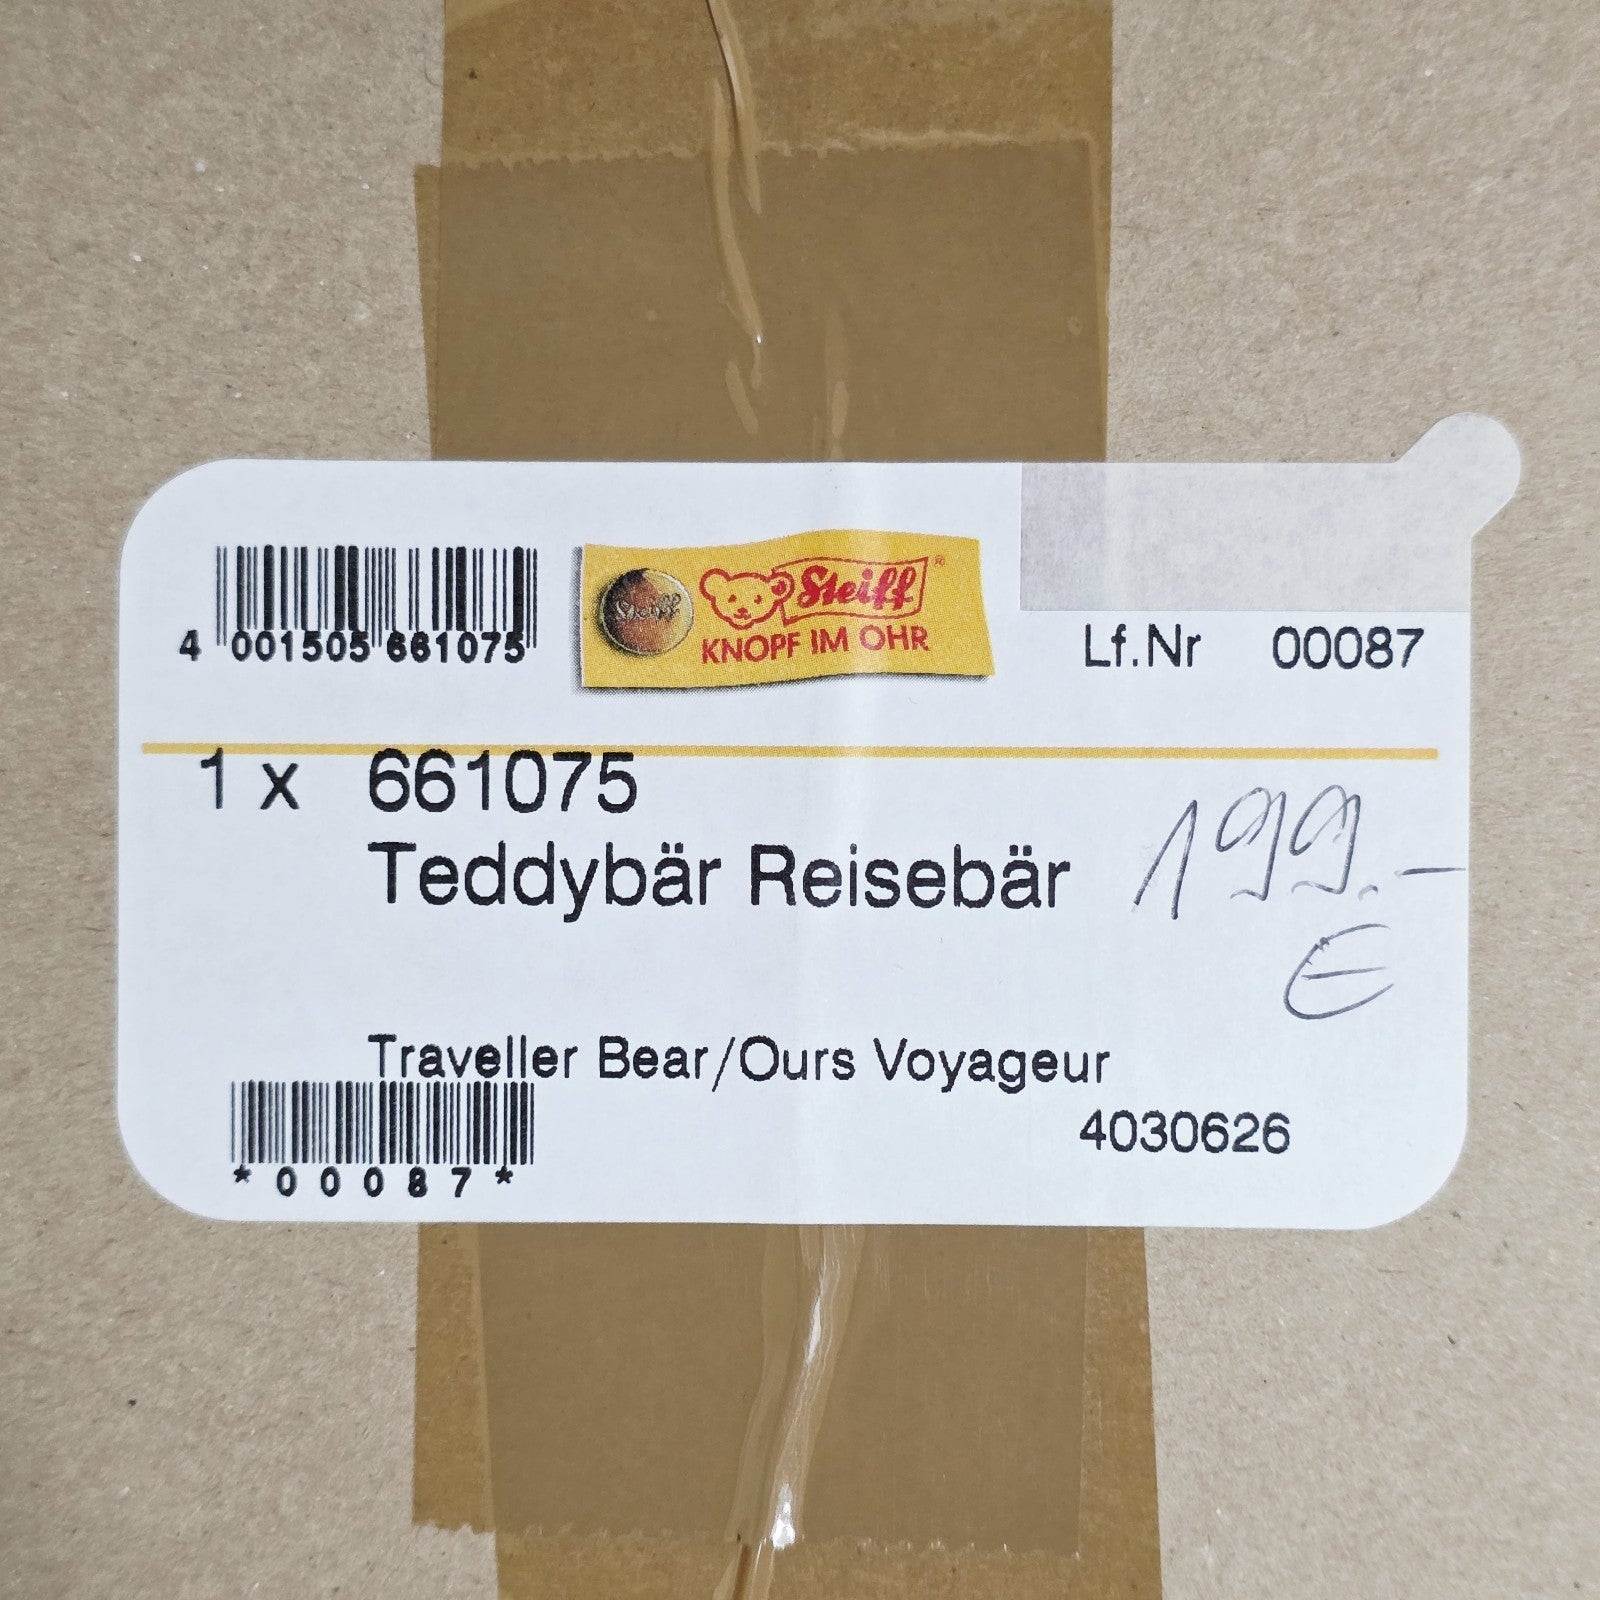 4 001505 661075
Steiff
Steiff®
KNOPF IM OHR
Lf.Nr 00087
1 x 661075
Teddybär Reisebär
199.-
€
Traveller Bear/Ours Voyageur
4030626
*00087*